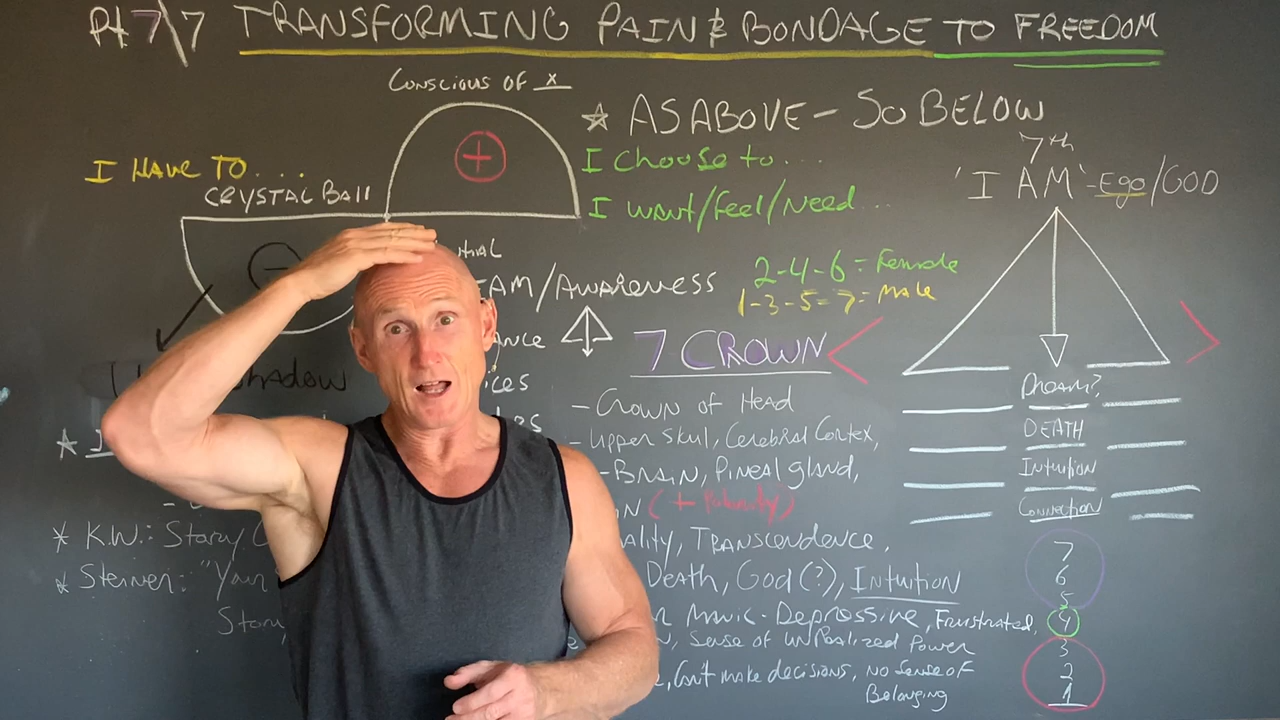 Pt 7\7 TRANSFORMING PAIN & BONDAGE TO FREEDOM
CONSCIOUS OF x
+
I HAVE TO....
CRYSTAL BALL
★ AS ABOVE - SO BELOW
I choose to....
I want/feel/need...
7th
'I AM' - Ego/GOD
AM/AWARENESS
2-4-6 = Female
1-3-5=7= Male
7 CROWN
- Crown of Head
- Upper Skul, Cerebral Cortex,
- BRAIN, Pineal gland,
TRANSCENDENCE,
Death, God (?), Intuition
Manic-Depressive, Frustrated,
Sense of unRealized Power
Can't make decisions, no sense of
Belonging
* K.W.: Story
* Steiner: "Your
Story
Dream?
DEATH
Intuition
Connection
7
6
5
4
3
2
1